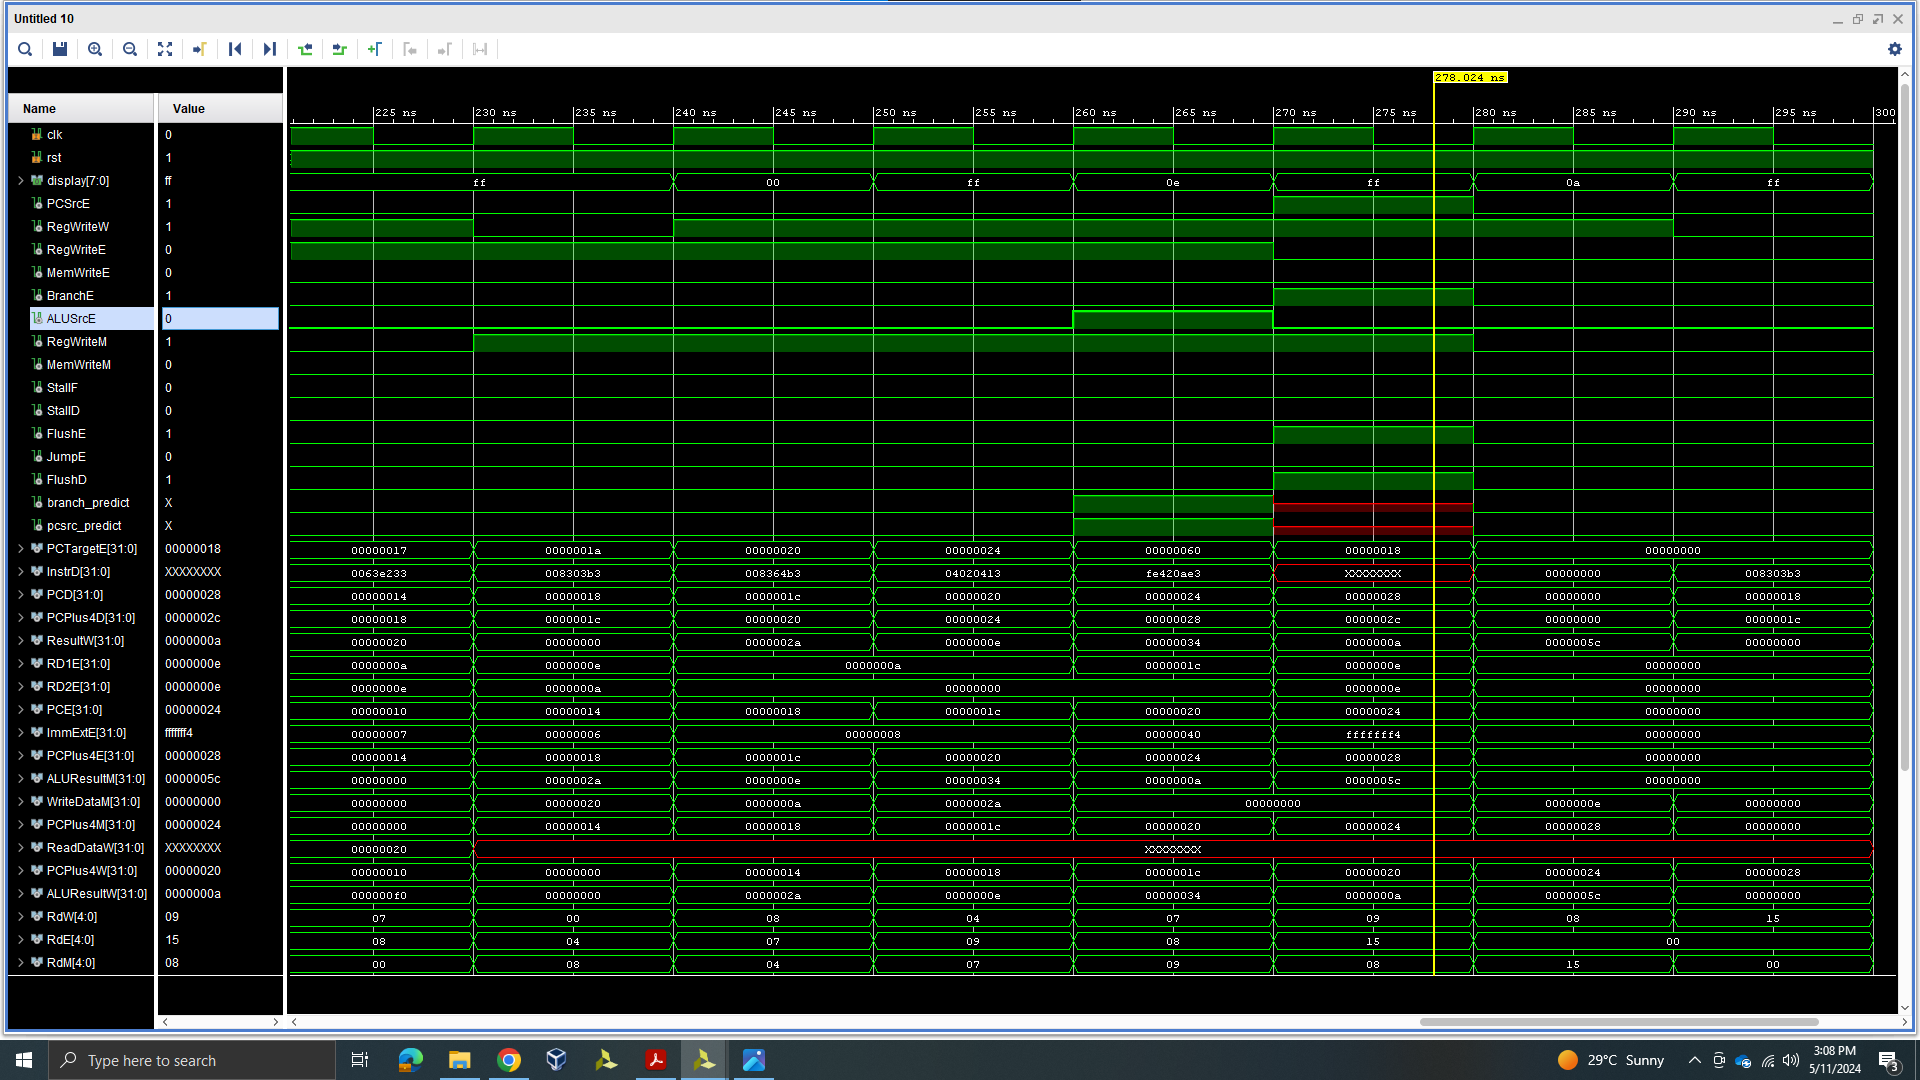 Untitled 10
278.024 ns
Name Value
225 ns 230 ns 235 ns 240 ns 245 ns 250 ns 255 ns 260 ns 265 ns 270 ns 275 ns 280 ns 285 ns 290 ns 295 ns 300
clk 0
rst 1
display[7:0] ff ff 00 ff 0e ff 0a ff
PCSrcE 1
RegWriteW 1
RegWriteE 0
MemWriteE 0
BranchE 1
ALUSrcE 0
RegWriteM 1
MemWriteM 0
StallF 0
StallD 0
FlushE 1
JumpE 0
FlushD 1
branch_predict X
pcsrc_predict X
PCTargetE[31:0] 00000018 00000017 0000001a 00000020 00000024 00000060 00000018 00000000
InstrD[31:0] XXXXXXXX 0063e233 008303b3 008364b3 04020413 fe420ae3 XXXXXXXX 00000000 008303b3
PCD[31:0] 00000028 00000014 00000018 0000001c 00000020 00000024 00000028 00000000 00000018
PCPlus4D[31:0] 0000002c 00000018 0000001c 00000020 00000024 00000028 0000002c 00000000 0000001c
ResultW[31:0] 0000000a 00000020 00000000 0000002a 0000000e 00000034 0000000a 0000005c 00000000
RD1E[31:0] 0000000e 0000000a 0000000e 0000000a 0000001c 0000000e 00000000
RD2E[31:0] 0000000e 0000000e 0000000a 00000000 0000000e 00000000
PCE[31:0] 00000024 00000010 00000014 00000018 0000001c 00000020 00000024 00000000
ImmExtE[31:0] fffffff4 00000007 00000006 00000008 00000040 fffffff4 00000000
PCPlus4E[31:0] 00000028 00000014 00000018 0000001c 00000020 00000024 00000028 00000000
ALUResultM[31:0] 0000005c 00000000 0000002a 0000000e 00000034 0000000a 0000005c 00000000
WriteDataM[31:0] 00000000 00000000 00000020 0000000a 0000002a 00000000 0000000e 00000000
PCPlus4M[31:0] 00000024 00000000 00000014 00000018 0000001c 00000020 00000024 00000028 00000000
ReadDataW[31:0] XXXXXXXX 00000020 XXXXXXXX
PCPlus4W[31:0] 00000020 00000010 00000000 00000014 00000018 0000001c 00000020 00000024 00000028
ALUResultW[31:0] 0000000a 000000f0 00000000 0000002a 0000000e 00000034 0000000a 0000005c 00000000
RdW[4:0] 09 07 00 08 04 07 09 08 15
RdE[4:0] 15 08 04 07 09 08 15 00
RdM[4:0] 08 00 08 04 07 09 08 15 00
Type here to search
29°C Sunny
3:08 PM
5/11/2024
3